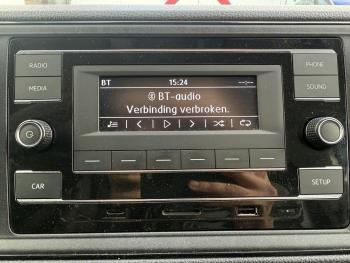 RADIO
MEDIA
BT 15:24 --:--
BT-audio
Verbinding verbroken.
PHONE
SOUND
CAR
SETUP